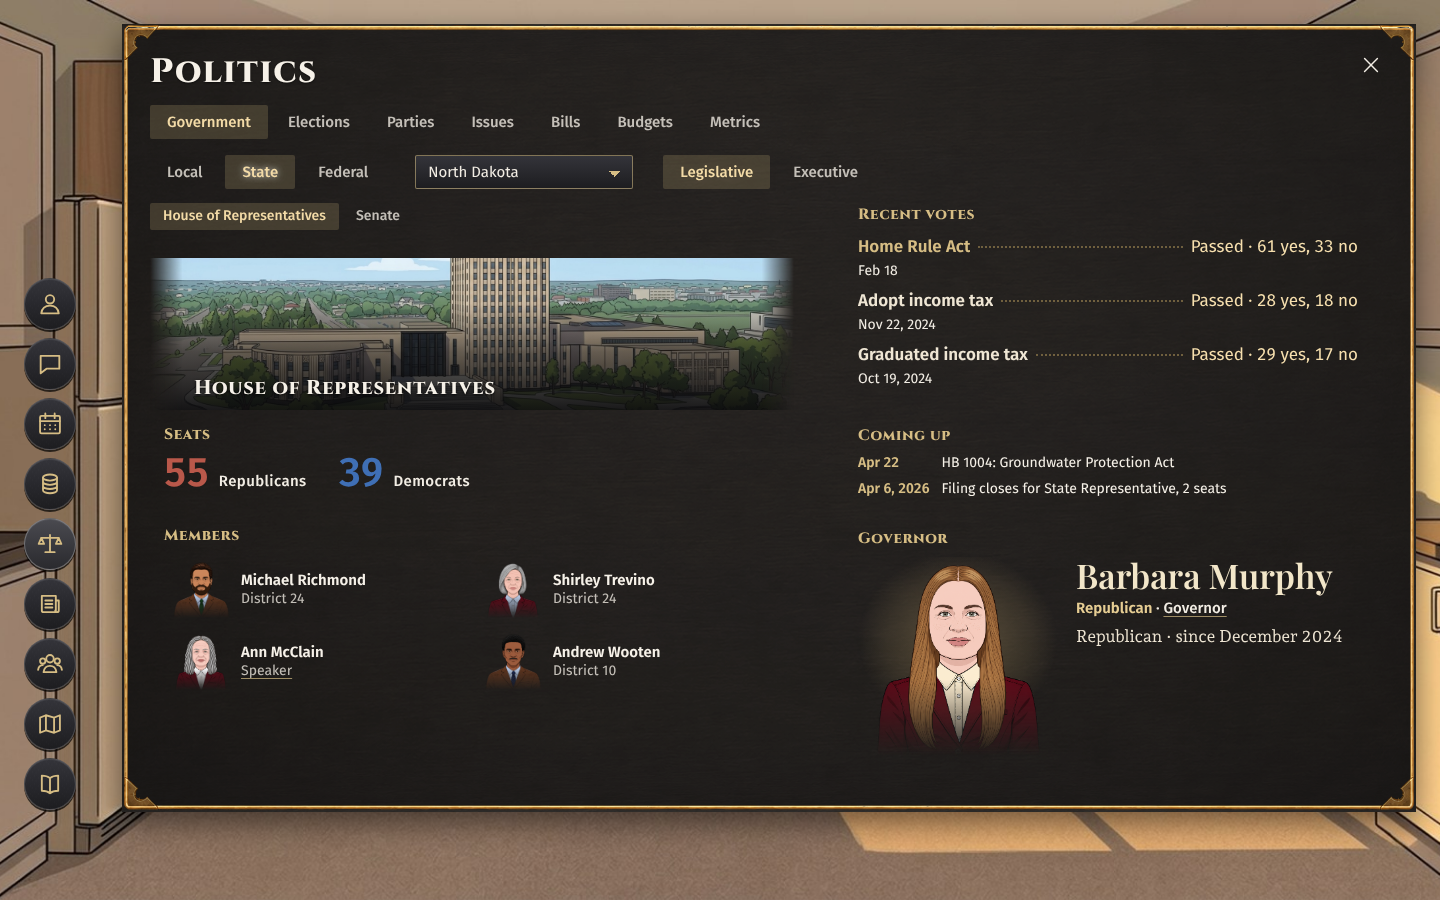 Politics
Government Elections Parties Issues Bills Budgets Metrics
Local State Federal North Dakota Legislative Executive
House of Representatives Senate
House of Representatives
Seats
55 Republicans 39 Democrats
Members
Michael Richmond
District 24
Shirley Trevino
District 24
Ann McClain
Speaker
Andrew Wooten
District 10
Recent votes
Home Rule Act Passed · 61 yes, 33 no
Feb 18
Adopt income tax Passed · 28 yes, 18 no
Nov 22, 2024
Graduated income tax Passed · 29 yes, 17 no
Oct 19, 2024
Coming up
Apr 22 HB 1004: Groundwater Protection Act
Apr 6, 2026 Filing closes for State Representative, 2 seats
Governor
Barbara Murphy
Republican · Governor
Republican · since December 2024